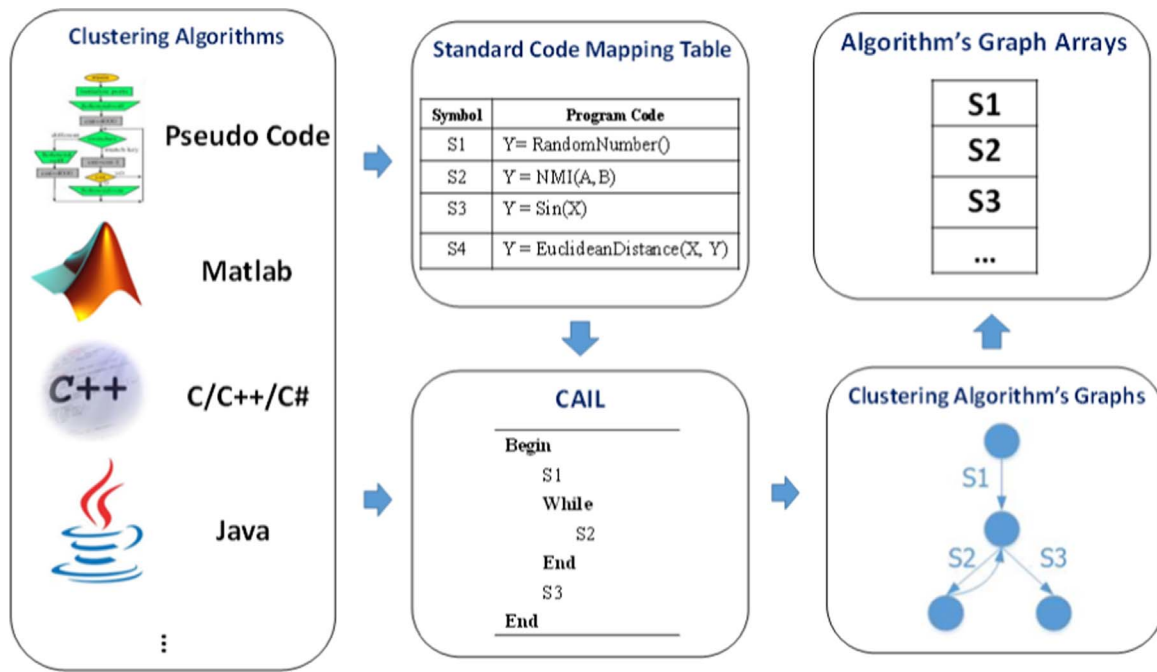 Clustering Algorithms
Pseudo Code
Matlab
C++
C/C++/C#
Java
...
Standard Code Mapping Table
Symbol Program Code
S1 Y= RandomNumber()
S2 Y = NMI(A, B)
S3 Y = Sin(X)
S4 Y = EuclideanDistance(X, Y)
CAIL
Begin
S1
While
S2
End
S3
End
Algorithm's Graph Arrays
S1
S2
S3
...
Clustering Algorithm's Graphs
S1
S2 S3